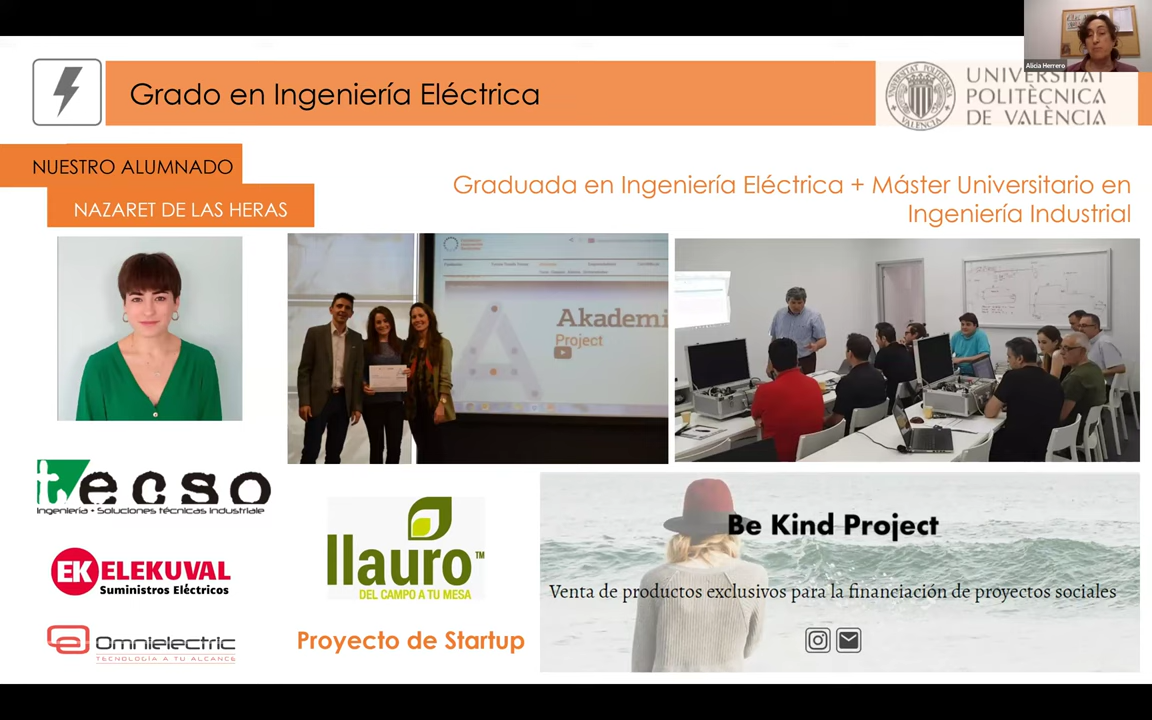 Alicia Herrero
Grado en Ingeniería Eléctrica
UNIVERSITAT
POLITÈCNICA
DE VALÈNCIA
NUESTRO ALUMNADO
NAZARET DE LAS HERAS
Graduada en Ingeniería Eléctrica + Máster Universitario en
Ingeniería Industrial
Akademi
Project
tecso
Ingeniería • Soluciones técnicas industriales
EK ELEKUVAL
Suministros Eléctricos
Omnielectric
TECNOLOGÍA A TU ALCANCE
llauro™
DEL CAMPO A TU MESA
Proyecto de Startup
Be Kind Project
Venta de productos exclusivos para la financiación de proyectos sociales